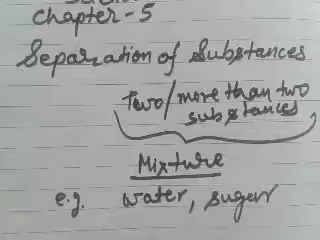 Chapter-5
Separation of Substances
Two/more than two
substances
Mixture
e.g. water, sugar